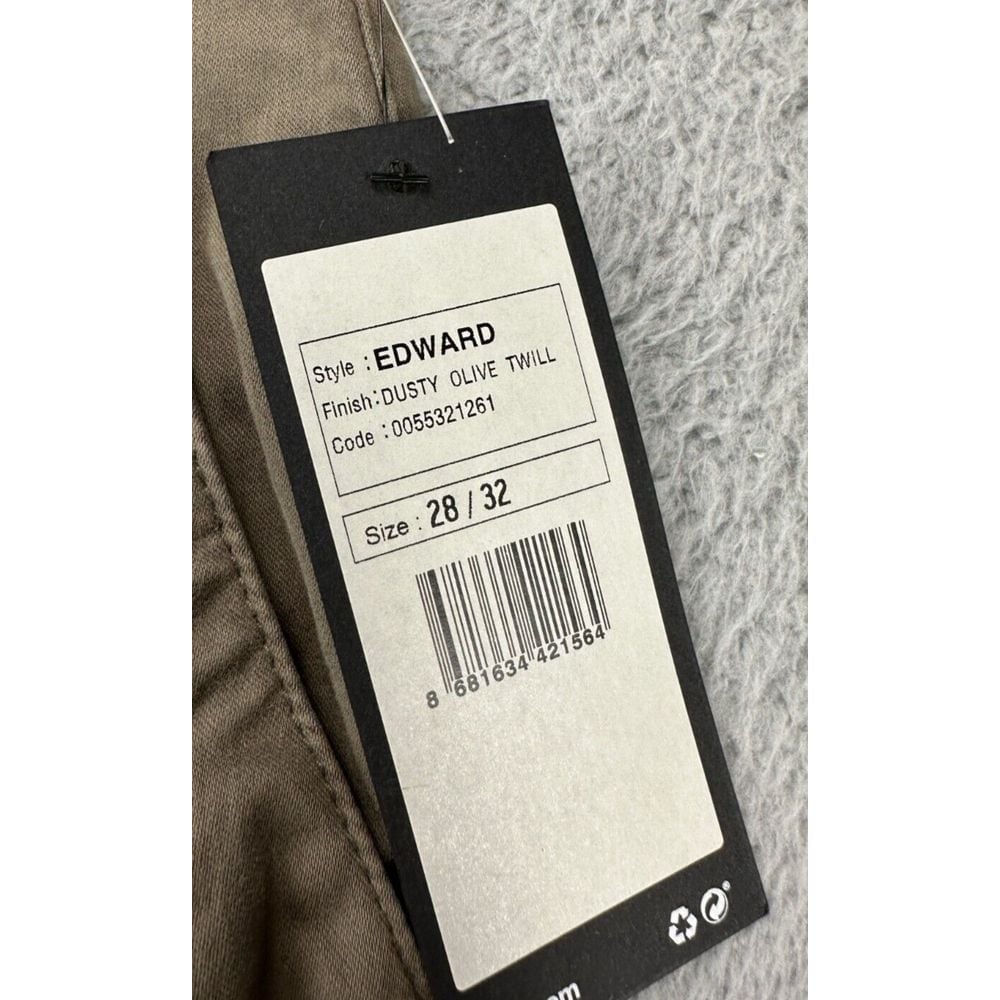 Style : EDWARD
Finish : DUSTY OLIVE TWILL
Code : 0055321261
Size : 28 / 32
8 681634 421564